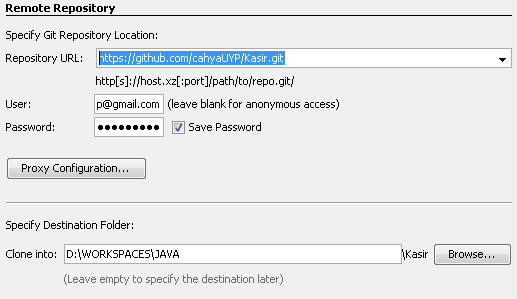 Remote Repository
Specify Git Repository Location:
Repository URL: https://github.com/cahyaUYP/Kasir.git
http[s]://host.xz[:port]/path/to/repo.git/
User: p@gmail.com (leave blank for anonymous access)
Password: ●●●●●●●●● Save Password
Proxy Configuration...
Specify Destination Folder:
Clone into: D:\WORKSPACES\JAVA \Kasir Browse...
(Leave empty to specify the destination later)